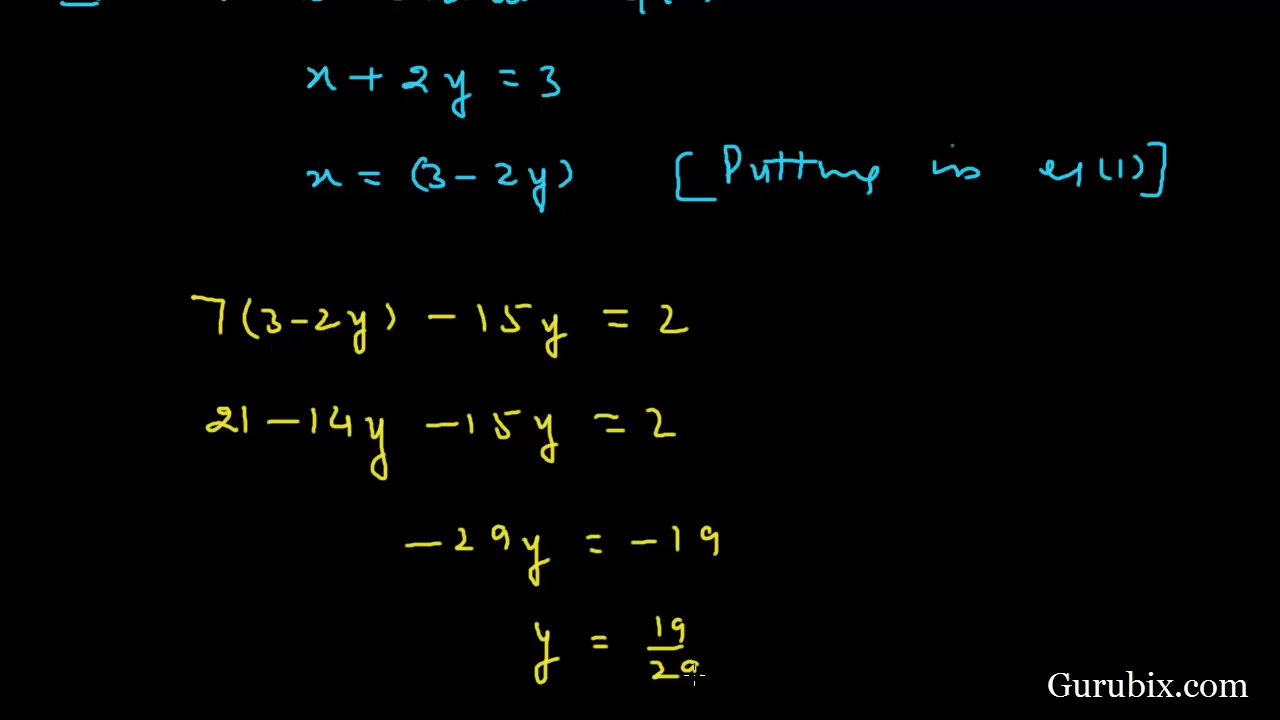 x + 2y = 3
x = (3 - 2y) [Putting in eq(1)]
7(3-2y) - 15y = 2
21 - 14y - 15y = 2
-29y = -19
y = 19/29
Gurubix.com